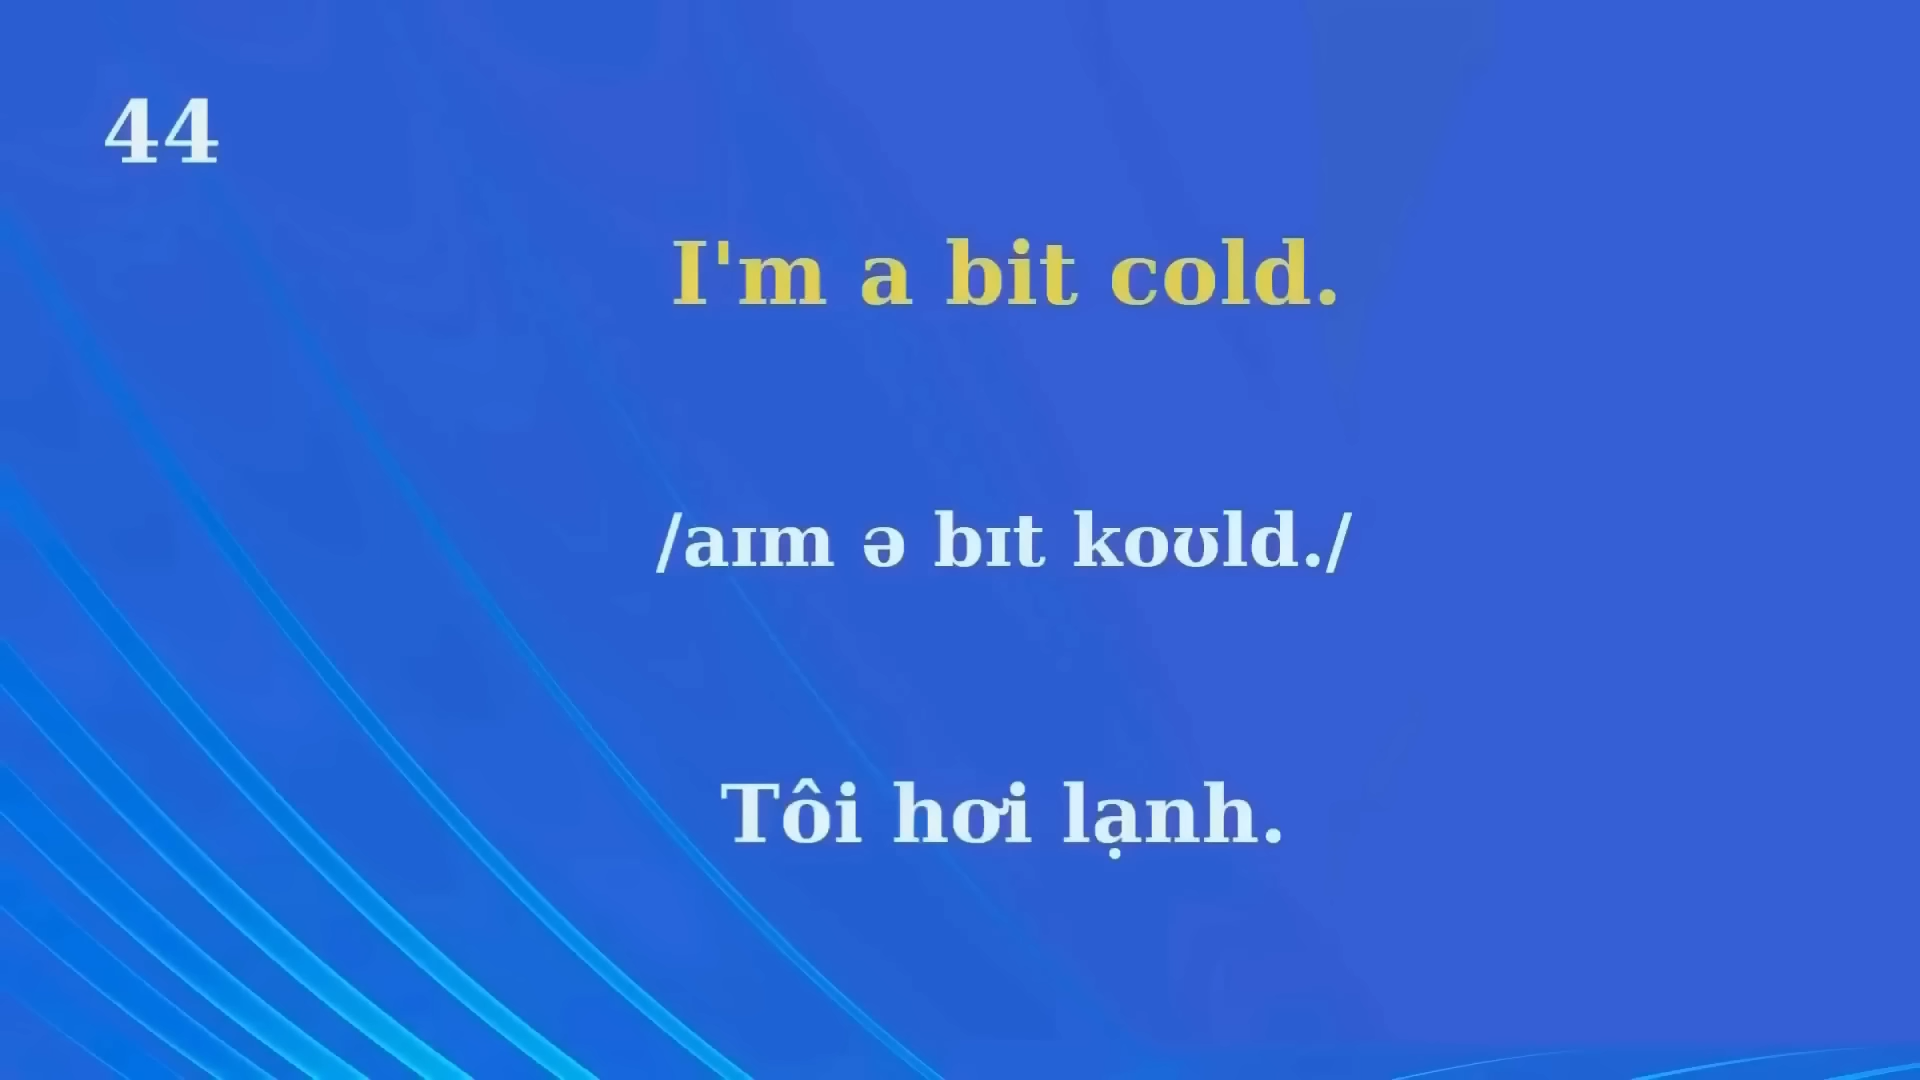 44
I'm a bit cold.
/aɪm ə bɪt koʊld./
Tôi hơi lạnh.